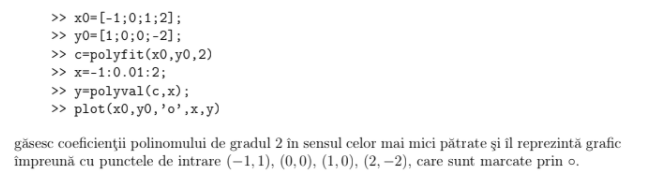 >> x0=[-1;0;1;2];
>> y0=[1;0;0;-2];
>> c=polyfit(x0,y0,2)
>> x=-1:0.01:2;
>> y=polyval(c,x);
>> plot(x0,y0,'o',x,y)
găsesc coeficienţii polinomului de gradul 2 în sensul celor mai mici pătrate şi îl reprezintă grafic
împreună cu punctele de intrare (−1, 1), (0, 0), (1, 0), (2, −2), care sunt marcate prin ∘.